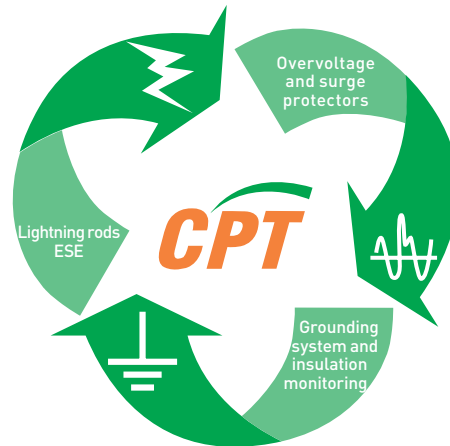 Overvoltage
and surge
protectors
Lightning rods
ESE
CPT
Grounding
system and
insulation
monitoring